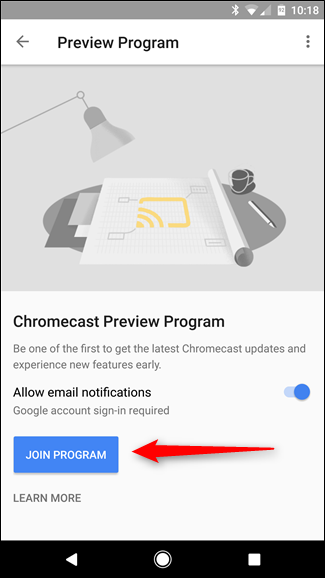 10:18
Preview Program
Chromecast Preview Program
Be one of the first to get the latest Chromecast updates and
experience new features early.
Allow email notifications
Google account sign-in required
JOIN PROGRAM
LEARN MORE